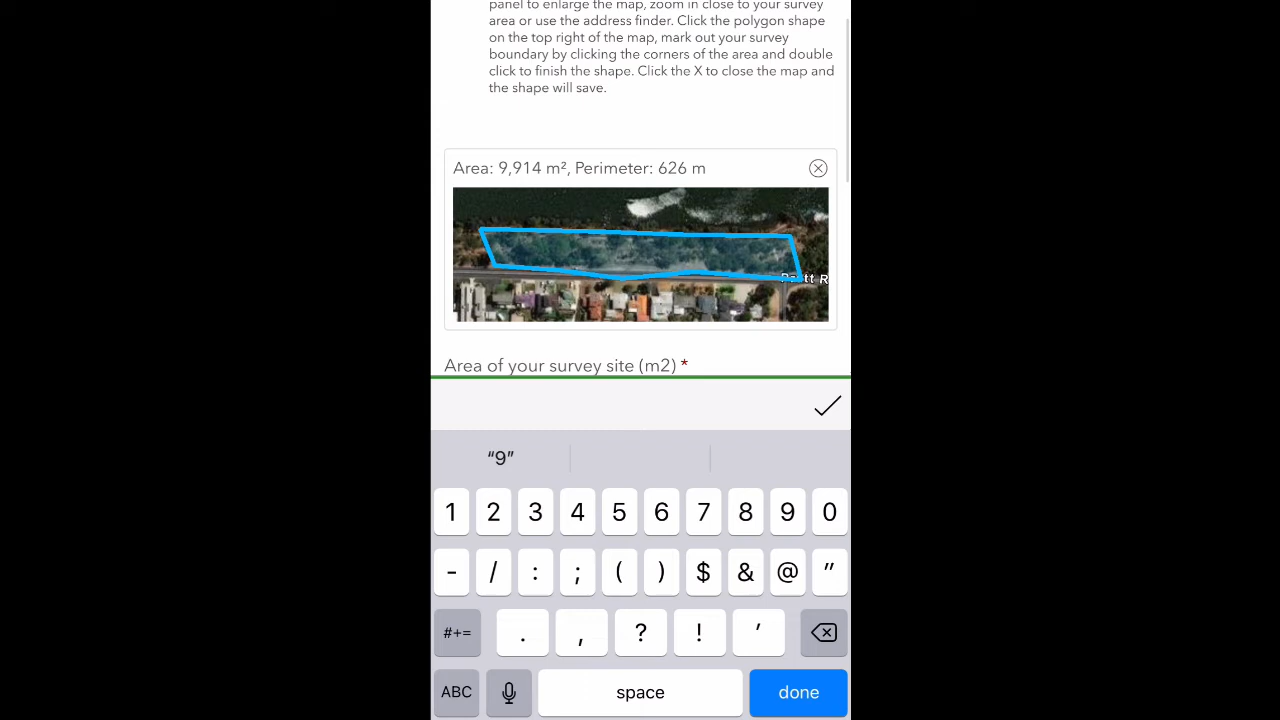 panel to enlarge the map, zoom in close to your survey
area or use the address finder. Click the polygon shape
on the top right of the map, mark out your survey
boundary by clicking the corners of the area and double
click to finish the shape. Click the X to close the map and
the shape will save.
Area: 9,914 m², Perimeter: 626 m
Area of your survey site (m2) *
“9”
1 2 3 4 5 6 7 8 9 0
- / : ; ( ) $ & @ "
#+= . , ? ! ’
ABC space done